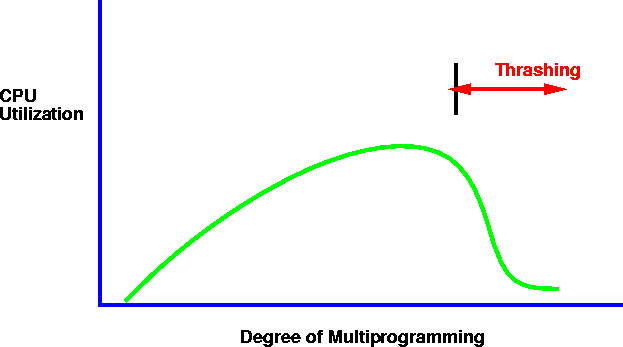 Thrashing
CPU
Utilization
Degree of Multiprogramming